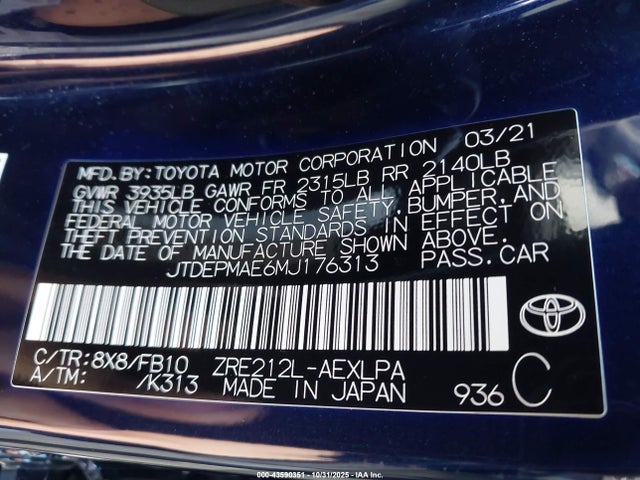 MFD. BY: TOYOTA MOTOR CORPORATION 03/21
GVWR 3935LB GAWR FR 2315LB RR 2140LB
THIS VEHICLE CONFORMS TO ALL APPLICABLE
FEDERAL MOTOR VEHICLE SAFETY, BUMPER, AND
THEFT PREVENTION STANDARDS IN EFFECT ON
THE DATE OF MANUFACTURE SHOWN ABOVE.
JTDEPMAE6MJ176313 PASS. CAR
C/TR: 8X8/FB10 ZRE212L-AEXLPA
A/TM: /K313 MADE IN JAPAN 936 C
000-43590351 - 10/31/2025 - IAA Inc.